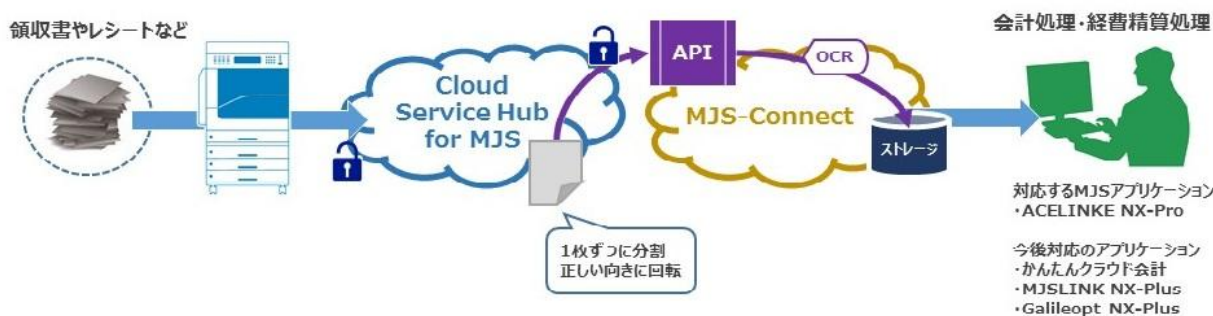 領収書やレシートなど
Cloud
Service Hub
for MJS
1枚ずつに分割
正しい向きに回転
API
OCR
MJS-Connect
ストレージ
会計処理・経費精算処理
対応するMJSアプリケーション
・ACELINKE NX-Pro
今後対応のアプリケーション
・かんたんクラウド会計
・MJSLINK NX-Plus
・Galileopt NX-Plus